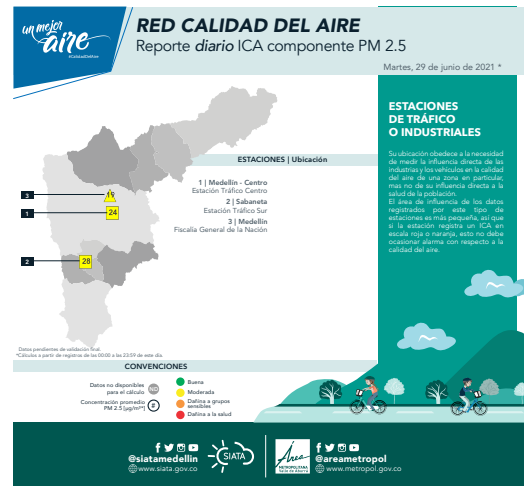 un mejor
aire
#CalidadDelAire
RED CALIDAD DEL AIRE
Reporte diario ICA componente PM 2.5
Martes, 29 de junio de 2021 *
ESTACIONES | Ubicación
1 | Medellín - Centro
Estación Tráfico Centro
2 | Sabaneta
Estación Tráfico Sur
3 | Medellín
Fiscalia General de la Nación
3
19
1
24
2
28
ESTACIONES
DE TRÁFICO
O INDUSTRIALES
Su ubicación obedece a la necesidad
de medir la influencia directa de las
industrias y los vehículos en la calidad
del aire de una zona en particular,
mas no de su influencia directa a la
salud de la población.
El área de influencia de los datos
registrados por este tipo de
estaciones es más pequeña, así que
si la estación registra un ICA en
escala roja o naranja, esto no debe
ocasionar alarma con respecto a la
calidad del aire.
Datos pendientes de validación final.
*Cálculos a partir de registros de las 00:00 a las 23:59 de este día.
CONVENCIONES
Datos no disponibles
para el cálculo
ND
Concentración promedio
PM 2.5 [µg/m³*]
#
Buena
Moderada
Dañina a grupos
sensibles
Dañina a la salud
@siatamedellin
www.siata.gov.co
SIATA
Área
METROPOLITANA
Valle de Aburrá
@areametropol
www.metropol.gov.co